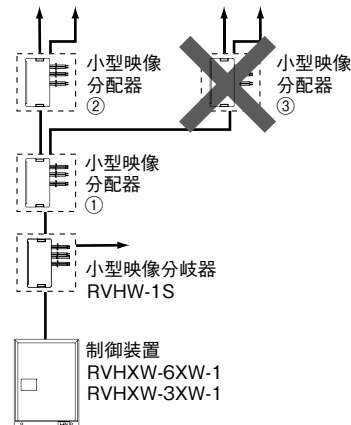 小型映像
分配器
②
小型映像
分配器
③
小型映像
分配器
①
小型映像分岐器
RVHW-1S
制御装置
RVHXW-6XW-1
RVHXW-3XW-1